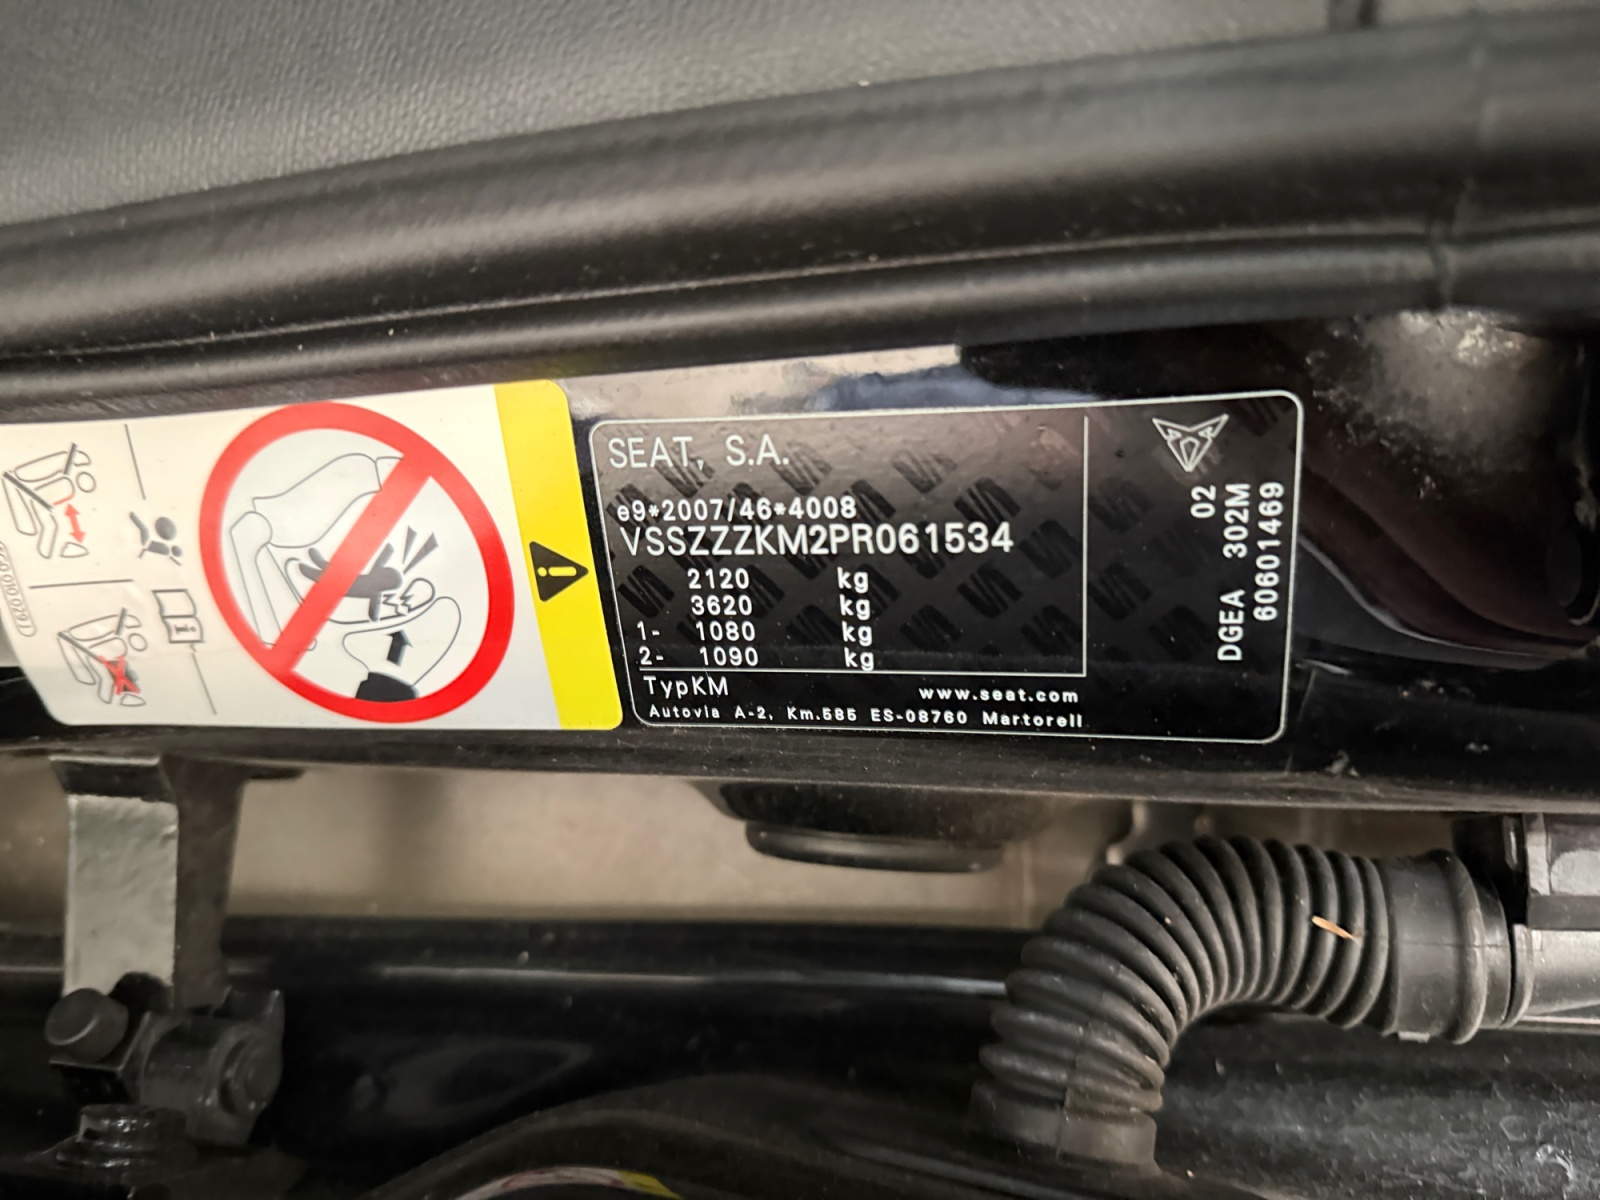 SEAT, S.A.
e9*2007/46*4008
VSSZZZKM2PR061534
2120 kg
3620 kg
1- 1080 kg
2- 1090 kg
TypKM
www.seat.com
Autovia A-2, Km.585 ES-08760 Martorell
02
DGEA 302M
60601469